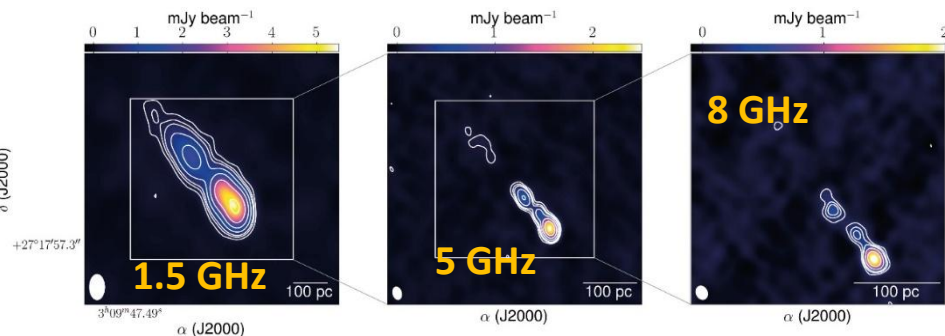 mJy beam⁻¹
0 1 2 3 4 5
mJy beam⁻¹
0 1 2
mJy beam⁻¹
0 1 2
8 GHz
δ (J2000)
+27°17′57.3″
1.5 GHz
5 GHz
100 pc
100 pc
100 pc
3ʰ09ᵐ47.49ˢ
α (J2000)
α (J2000)
α (J2000)